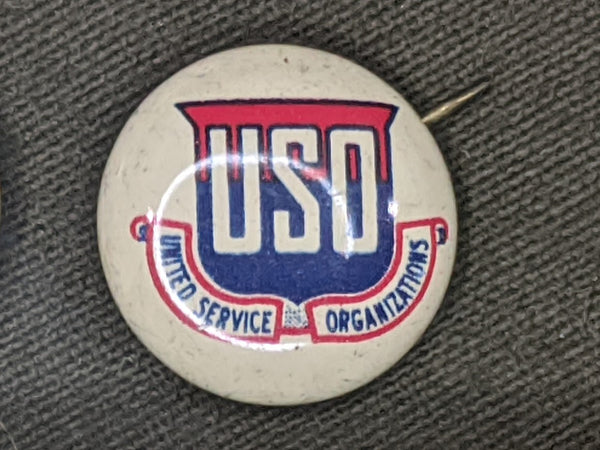 USO
UNITED SERVICE ORGANIZATIONS